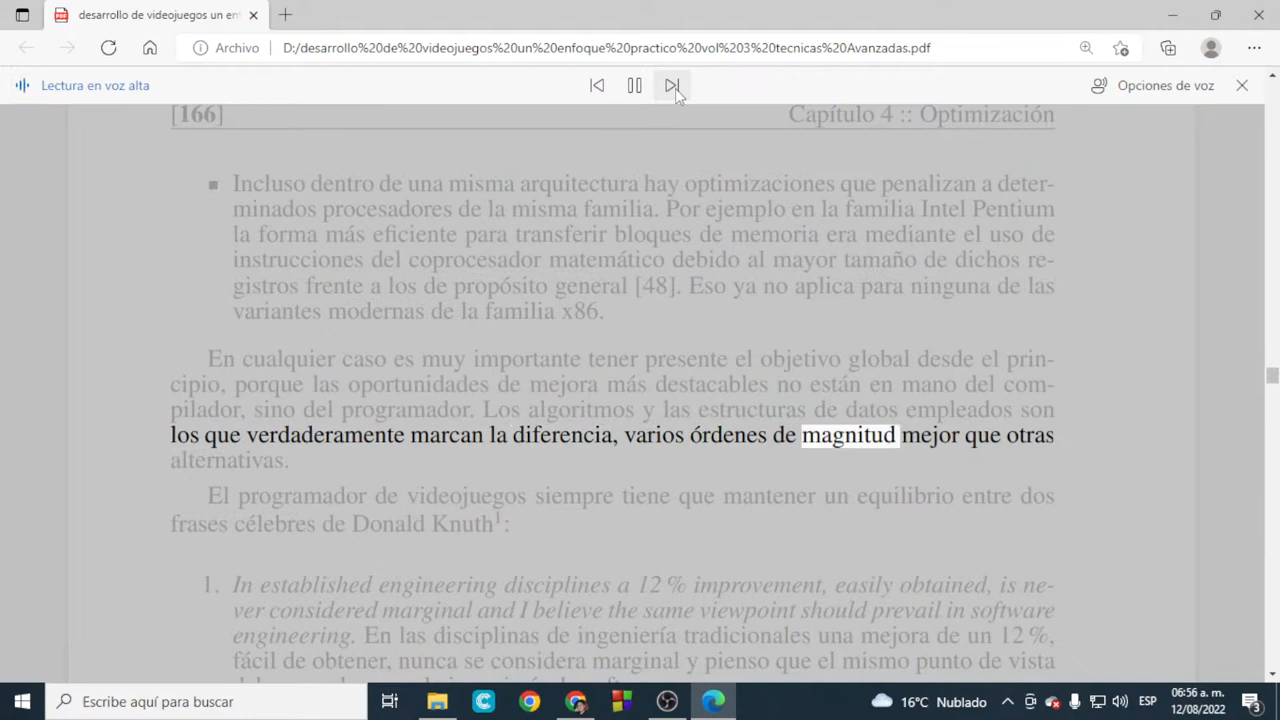 desarrollo de videojuegos un en
Archivo
D:/desarrollo%20de%20videojuegos%20un%20enfoque%20practico%20vol%203%20tecnicas%20Avanzadas.pdf
Lectura en voz alta
Opciones de voz
[166]
Capítulo 4 :: Optimización
Incluso dentro de una misma arquitectura hay optimizaciones que penalizan a deter-
minados procesadores de la misma familia. Por ejemplo en la familia Intel Pentium
la forma más eficiente para transferir bloques de memoria era mediante el uso de
instrucciones del coprocesador matemático debido al mayor tamaño de dichos re-
gistros frente a los de propósito general [48]. Eso ya no aplica para ninguna de las
variantes modernas de la familia x86.
En cualquier caso es muy importante tener presente el objetivo global desde el prin-
cipio, porque las oportunidades de mejora más destacables no están en mano del com-
pilador, sino del programador. Los algoritmos y las estructuras de datos empleados son
los que verdaderamente marcan la diferencia, varios órdenes de magnitud mejor que otras
alternativas.
El programador de videojuegos siempre tiene que mantener un equilibrio entre dos
frases célebres de Donald Knuth1:
1. In established engineering disciplines a 12 % improvement, easily obtained, is ne-
ver considered marginal and I believe the same viewpoint should prevail in software
engineering. En las disciplinas de ingeniería tradicionales una mejora de un 12 %,
fácil de obtener, nunca se considera marginal y pienso que el mismo punto de vista
Escribe aquí para buscar
16°C Nublado
ESP
06:56 a. m.
12/08/2022
3